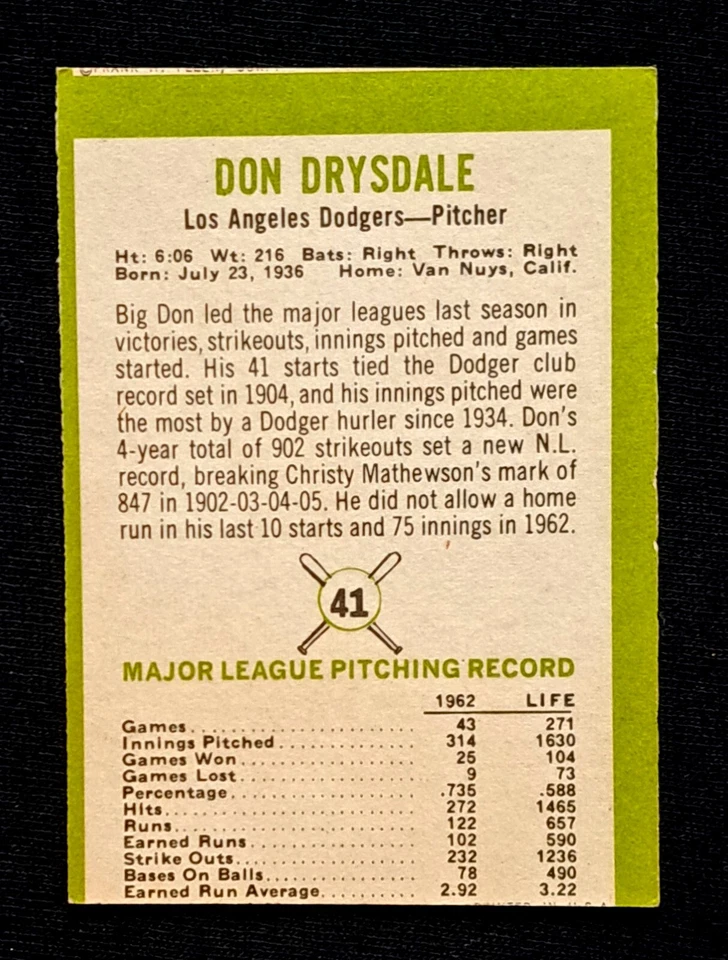 DON DRYSDALE
Los Angeles Dodgers—Pitcher
Ht: 6:06 Wt: 216 Bats: Right Throws: Right
Born: July 23, 1936 Home: Van Nuys, Calif.
Big Don led the major leagues last season in
victories, strikeouts, innings pitched and games
started. His 41 starts tied the Dodger club
record set in 1904, and his innings pitched were
the most by a Dodger hurler since 1934. Don's
4-year total of 902 strikeouts set a new N.L.
record, breaking Christy Mathewson's mark of
847 in 1902-03-04-05. He did not allow a home
run in his last 10 starts and 75 innings in 1962.
41
MAJOR LEAGUE PITCHING RECORD
1962 LIFE
Games 43 271
Innings Pitched 314 1630
Games Won 25 104
Games Lost 9 73
Percentage .735 .588
Hits 272 1465
Runs 122 657
Earned Runs 102 590
Strike Outs 232 1236
Bases On Balls 78 490
Earned Run Average 2.92 3.22